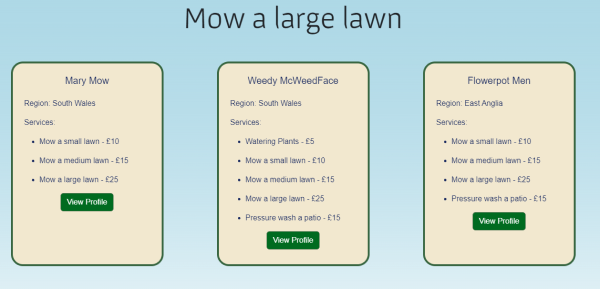 Mow a large lawn
Mary Mow
Region: South Wales
Services:
Mow a small lawn - £10
Mow a medium lawn - £15
Mow a large lawn - £25
View Profile
Weedy McWeedFace
Region: South Wales
Services:
Watering Plants - £5
Mow a small lawn - £10
Mow a medium lawn - £15
Mow a large lawn - £25
Pressure wash a patio - £15
View Profile
Flowerpot Men
Region: East Anglia
Services:
Mow a small lawn - £10
Mow a medium lawn - £15
Mow a large lawn - £25
Pressure wash a patio - £15
View Profile